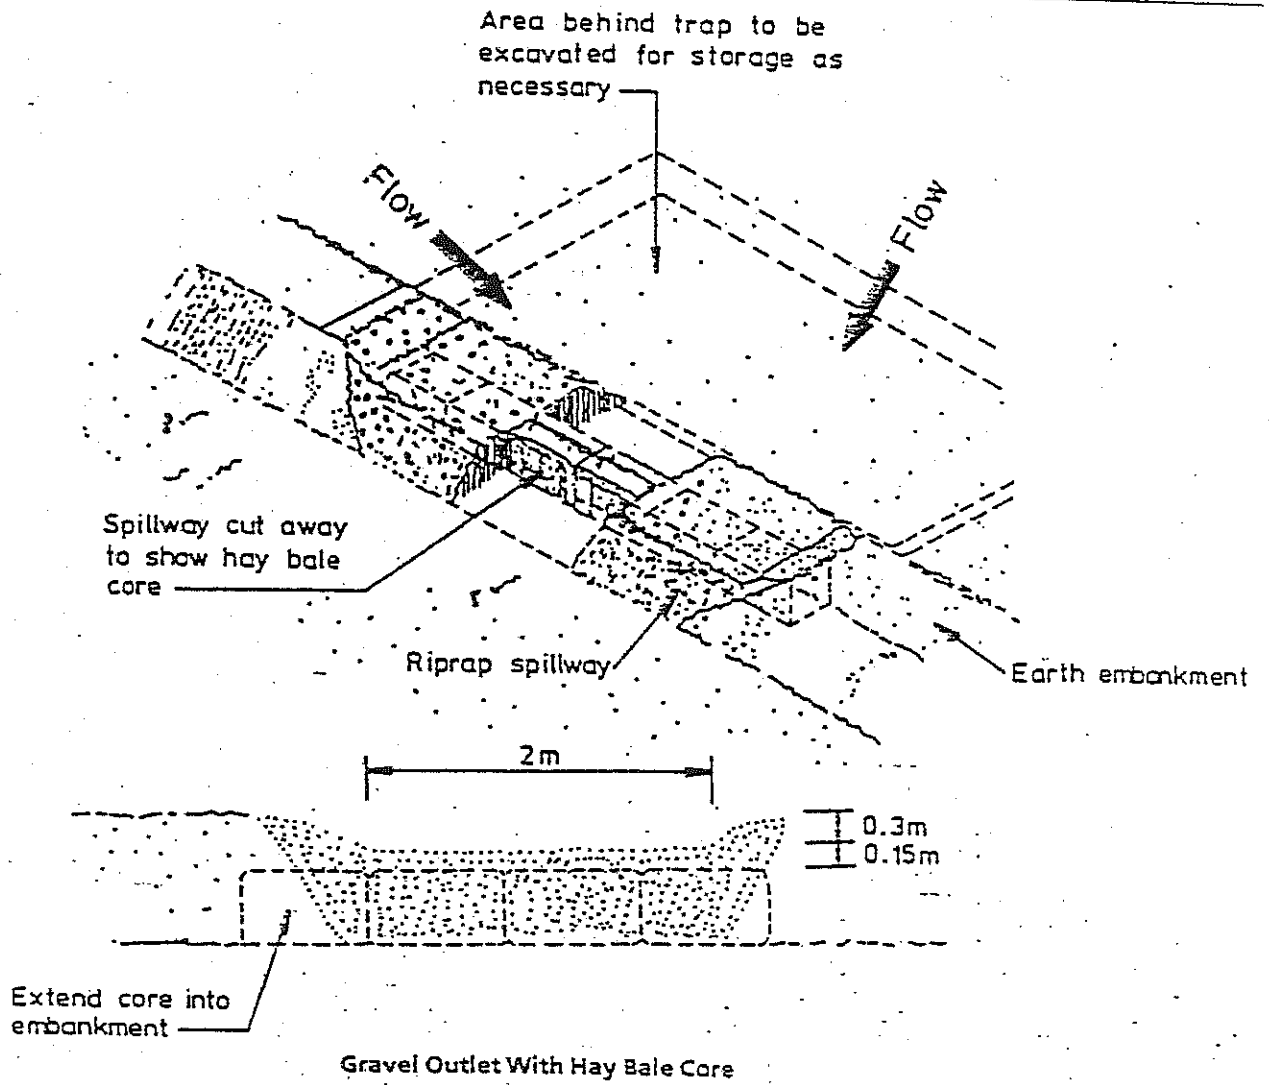 Area behind trap to be
excavated for storage as
necessary
Flow
Flow
Spillway cut away
to show hay bale
core
Riprap spillway
Earth embankment
2m
0.3m
0.15m
Extend core into
embankment
Gravel Outlet With Hay Bale Core